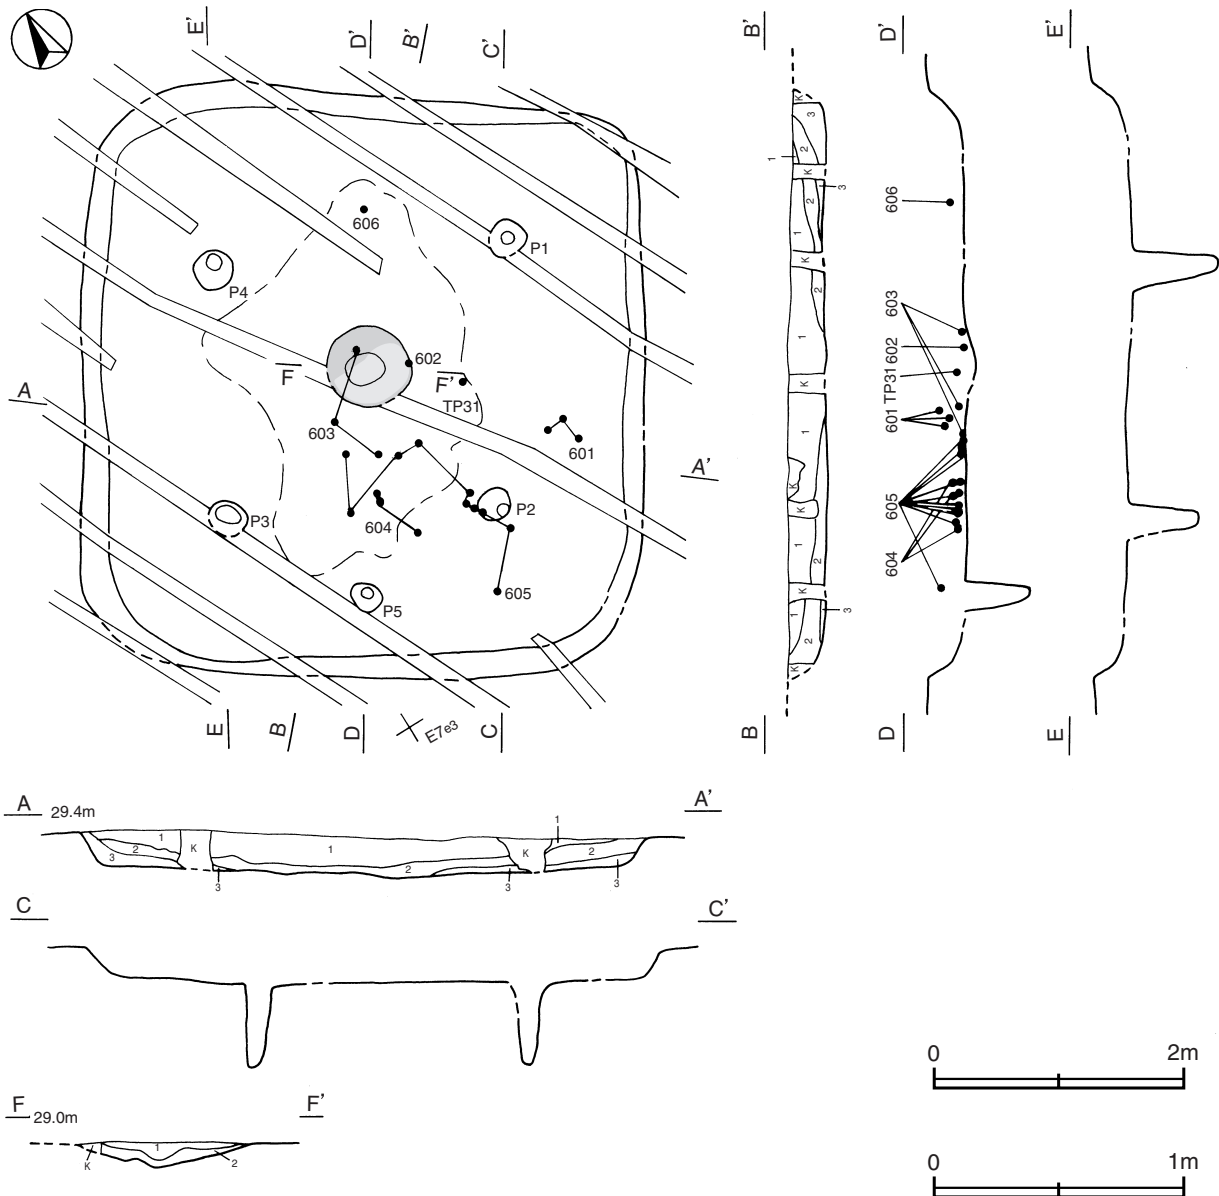 E' D' B' C'
606
P1
P4
602
F F'
TP31
A
603
601
A'
P3
604
P2
605
P5
E B D C
E7e3
B' D' E'
K
3
2
1
K
3
2
606
1
K
2
603
1
602
K
TP31
601
1
K
K
605
1
2
604
K
1
3
2
K
B D E
A 29.4m A'
1
1 K 1 K 2
2
3 2
3 3 3
C C'
F 29.0m F'
1
K 2
0 2m
0 1m